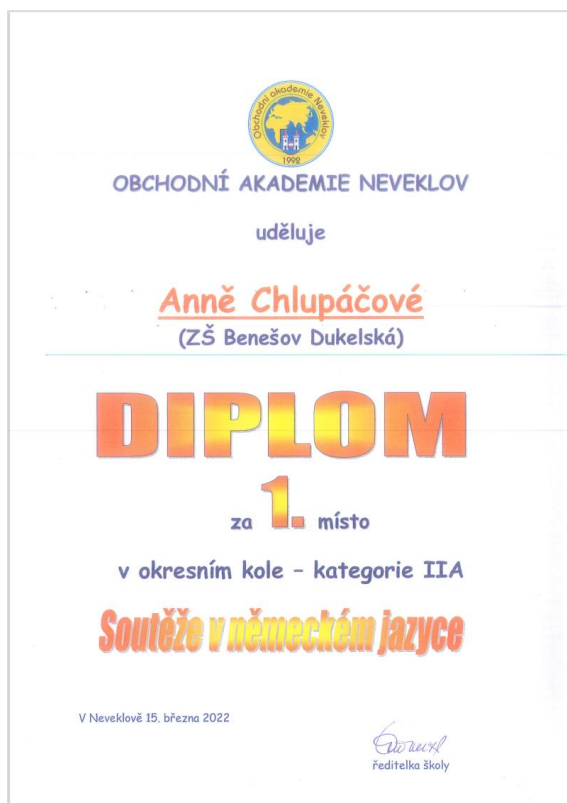 Obchodní akademie Neveklov
1992
OBCHODNÍ AKADEMIE NEVEKLOV
uděluje
Anně Chlupáčové
(ZŠ Benešov Dukelská)
DIPLOM
za 1. místo
v okresním kole – kategorie IIA
Soutěže v německém jazyce
V Neveklově 15. března 2022
ředitelka školy